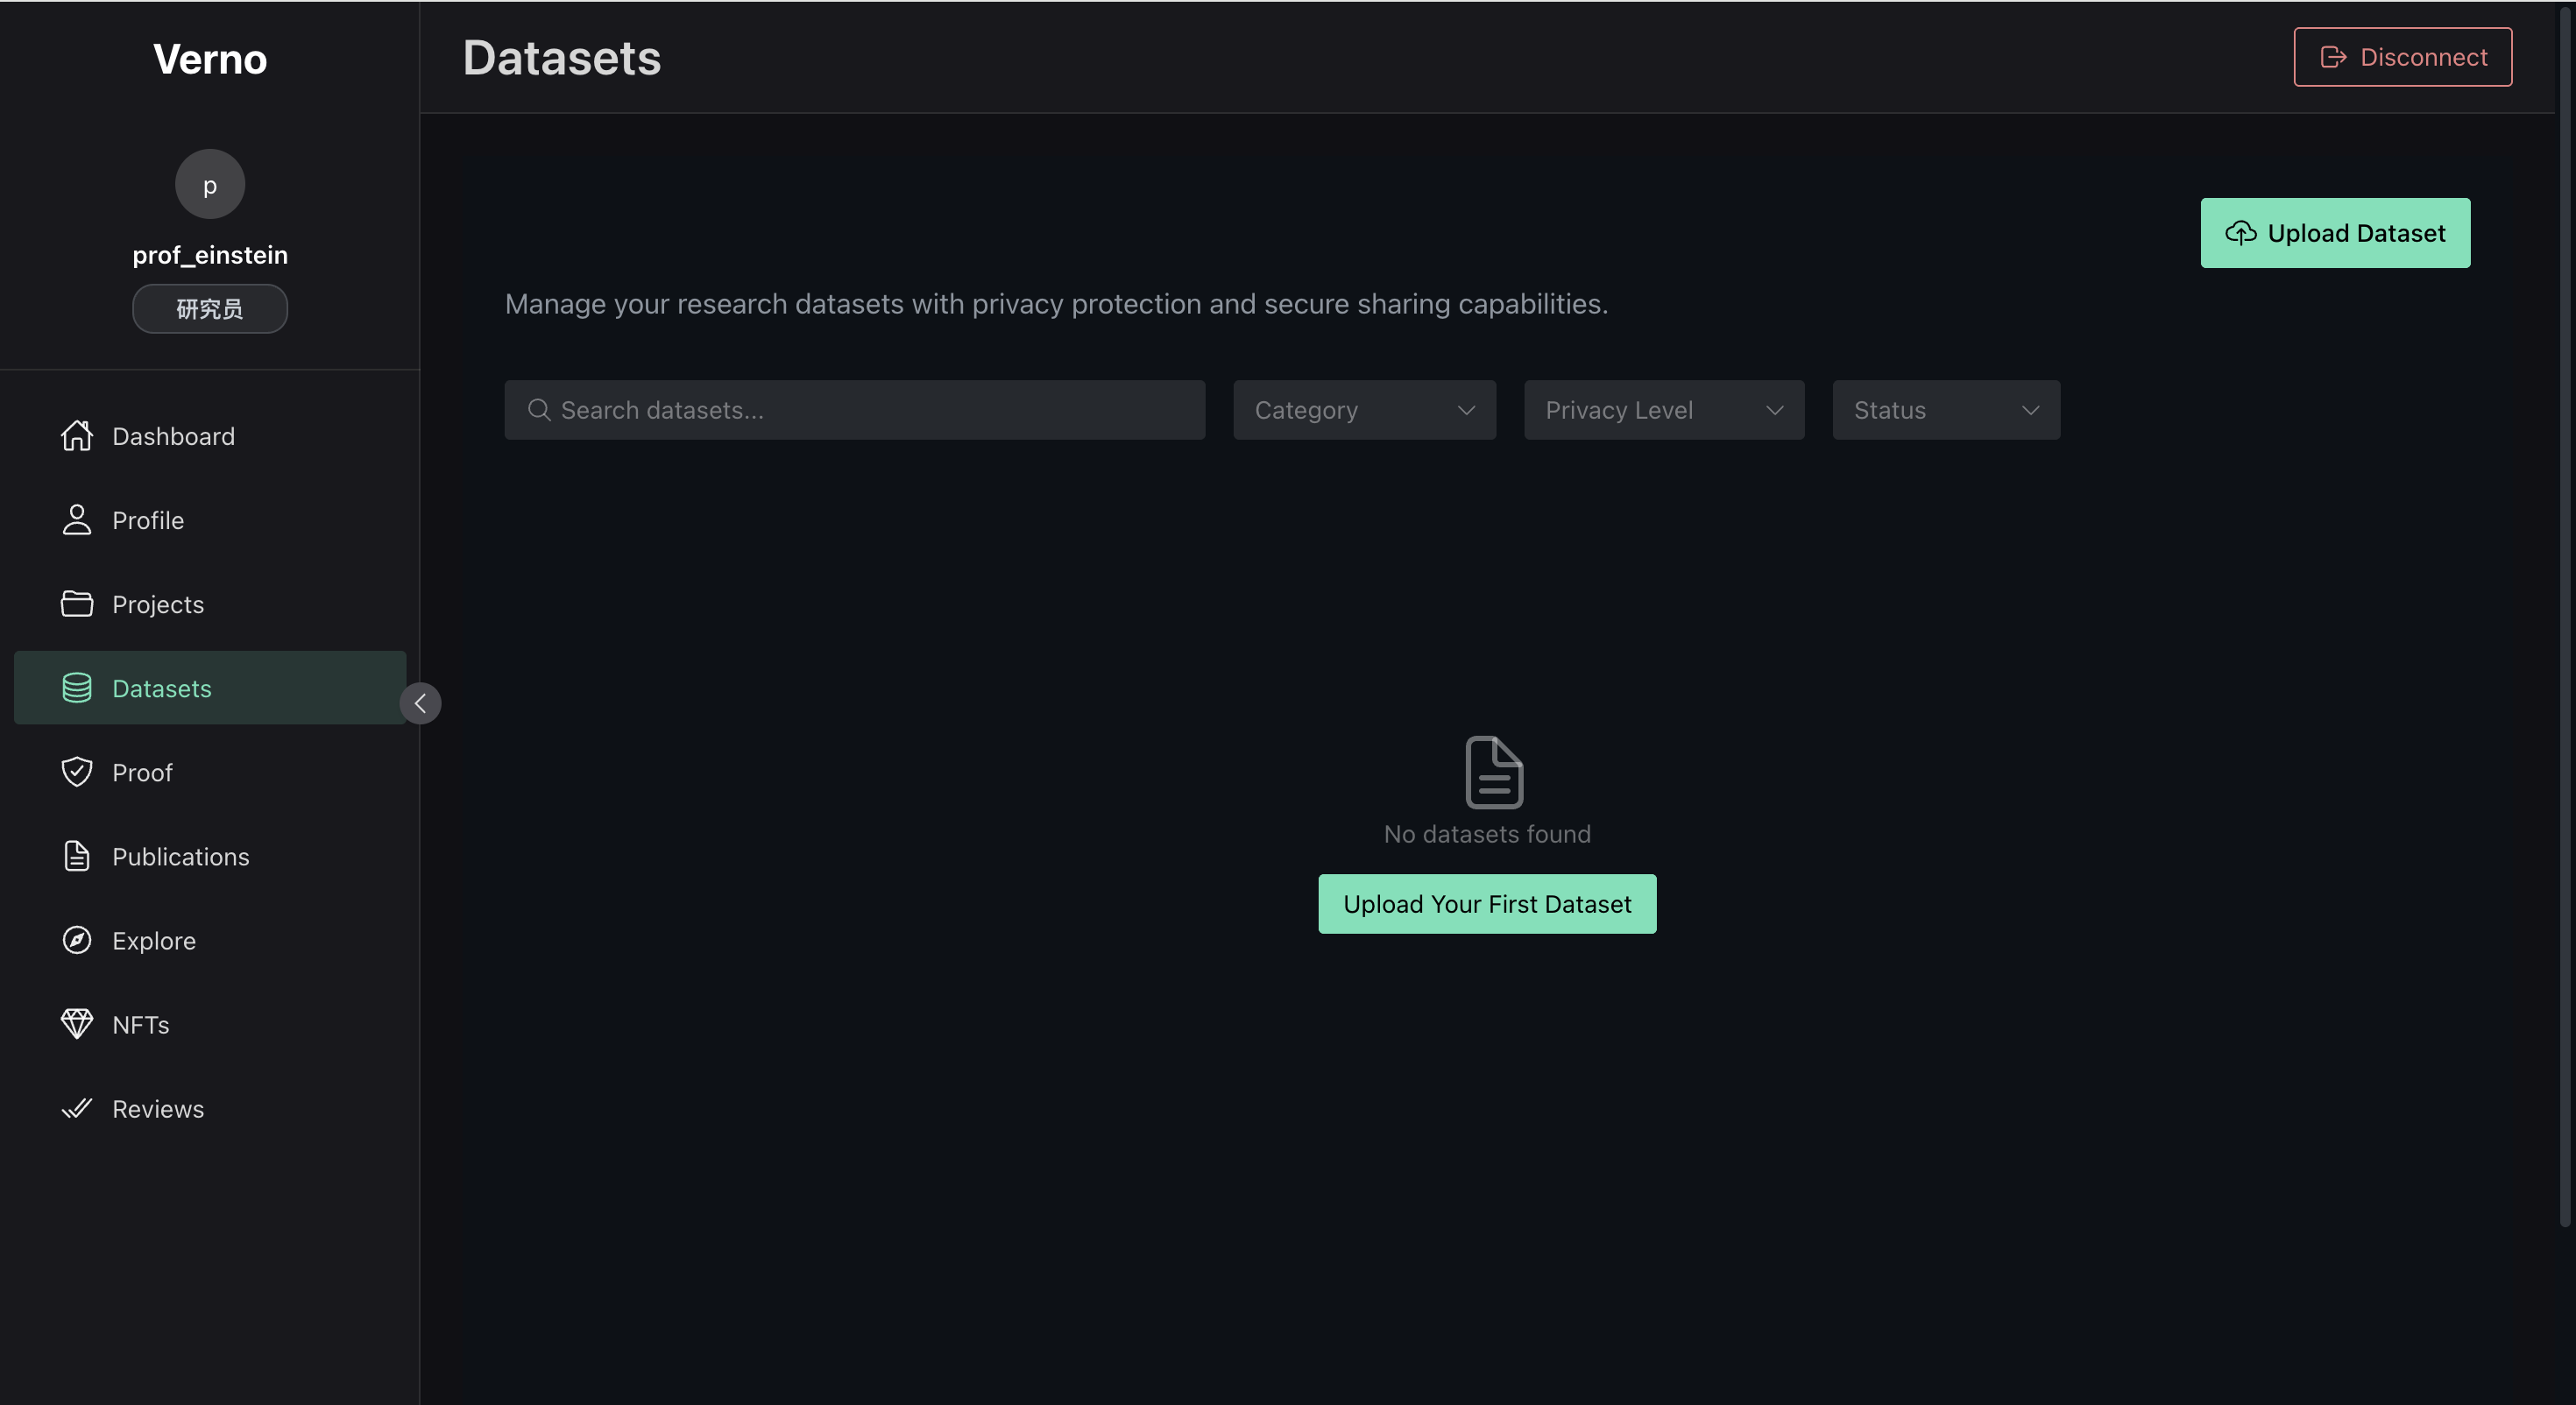 Verno
p
prof_einstein
研究员
Dashboard
Profile
Projects
Datasets
Proof
Publications
Explore
NFTs
Reviews
Datasets
Disconnect
Upload Dataset
Manage your research datasets with privacy protection and secure sharing capabilities.
Search datasets...
Category
Privacy Level
Status
No datasets found
Upload Your First Dataset